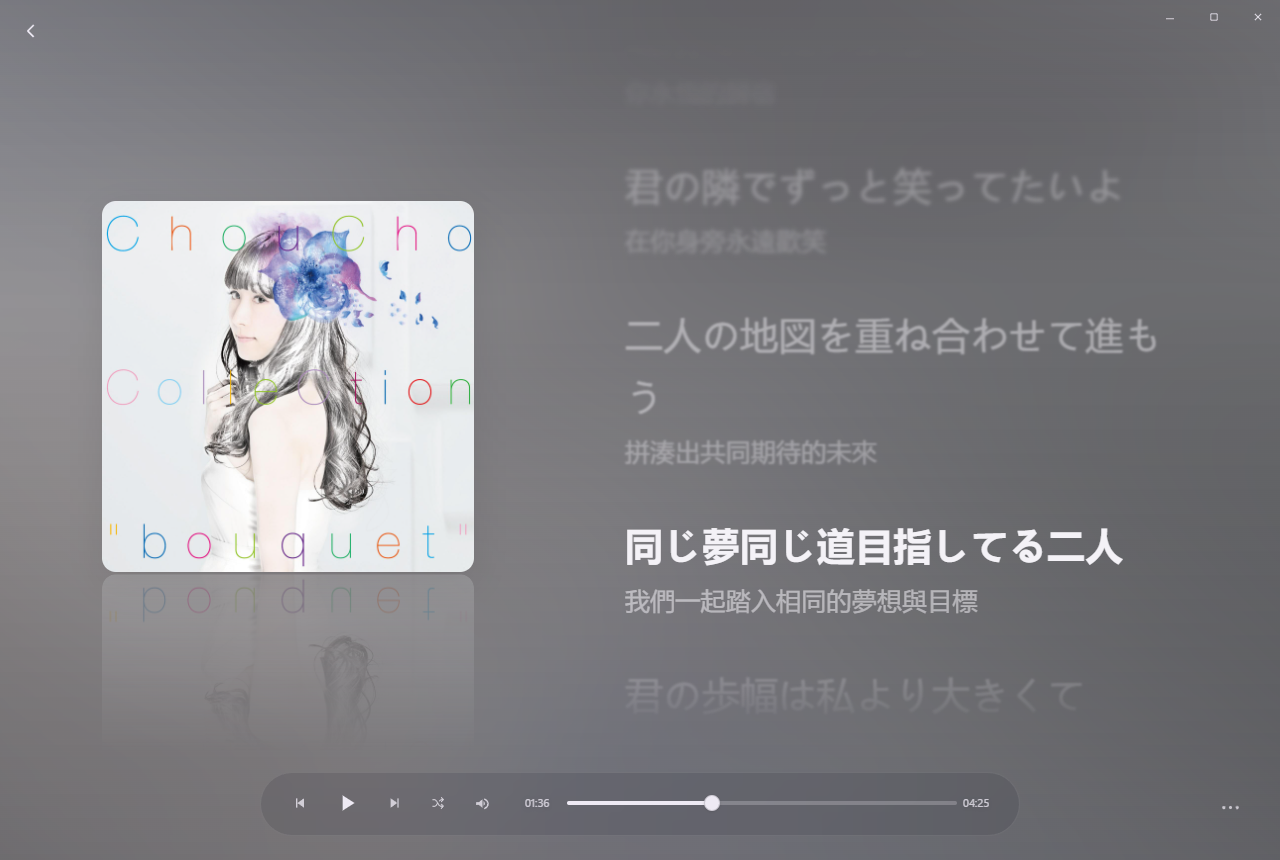 ChouCho
ColleCtion
"bouquet"
君の隣でずっと笑ってたいよ
在你身旁永遠歡笑
二人の地図を重ね合わせて進も
う
拼湊出共同期待的未來
同じ夢同じ道目指してる二人
我們一起踏入相同的夢想與目標
君の歩幅は私より大きくて
01:36
04:25